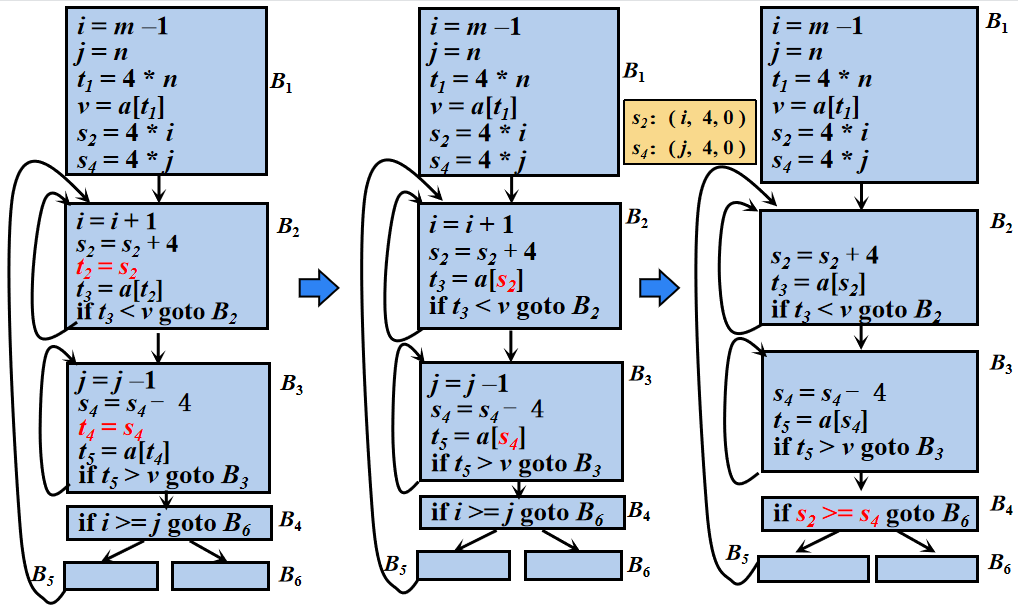 i = m –1
j = n
t1 = 4 * n
v = a[t1]
s2 = 4 * i
s4 = 4 * j
B1
i = i + 1
s2 = s2 + 4
t2 = s2
t3 = a[t2]
if t3 < v goto B2
B2
j = j –1
s4 = s4 – 4
t4 = s4
t5 = a[t4]
if t5 > v goto B3
B3
if i >= j goto B6
B4
B5
B6
i = m –1
j = n
t1 = 4 * n
v = a[t1]
s2 = 4 * i
s4 = 4 * j
B1
i = i + 1
s2 = s2 + 4
t3 = a[s2]
if t3 < v goto B2
B2
j = j –1
s4 = s4 – 4
t5 = a[s4]
if t5 > v goto B3
B3
if i >= j goto B6
B4
B5
B6
s2: (i, 4,0)
s4: (j, 4,0)
i = m –1
j = n
t1 = 4 * n
v = a[t1]
s2 = 4 * i
s4 = 4 * j
B1
s2 = s2 + 4
t3 = a[s2]
if t3 < v goto B2
B2
s4 = s4 – 4
t5 = a[s4]
if t5 > v goto B3
B3
if s2 >= s4 goto B6
B4
B5
B6